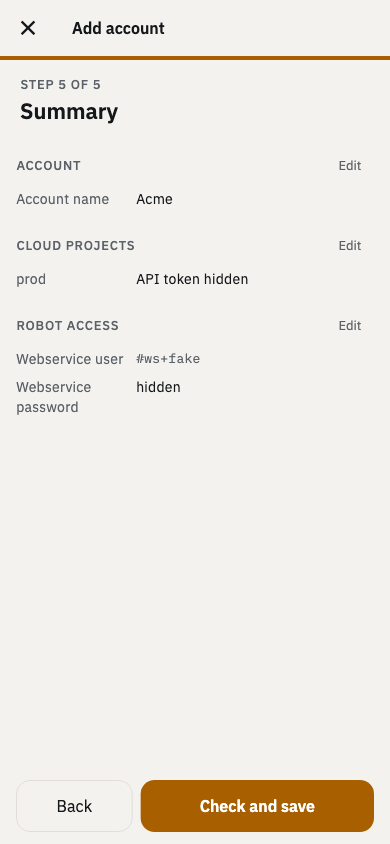 Add account
STEP 5 OF 5
Summary
ACCOUNT Edit
Account name Acme
CLOUD PROJECTS Edit
prod API token hidden
ROBOT ACCESS Edit
Webservice user #ws+fake
Webservice password hidden
Back Check and save